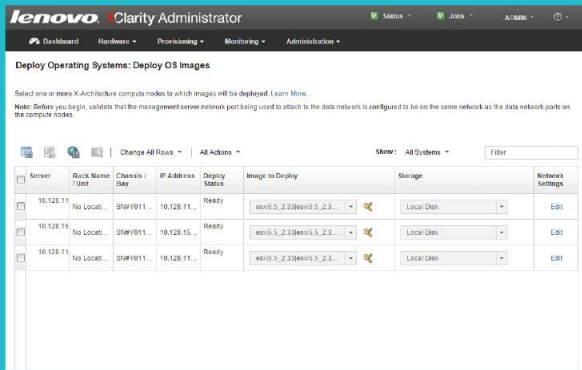 lenovo. XClarity Administrator
Status
Jobs
ADMIN
Dashboard
Hardware
Provisioning
Monitoring
Administration
Deploy Operating Systems: Deploy OS Images
Select one or more X-Architecture compute nodes to which images will be deployed. Learn More...
Note: Before you begin, validate that the management server network port being used to attach to the data network is configured to be on the same network as the data network ports on
the compute nodes.
Change All Rows
All Actions
Show: All Systems
Filter
Server
Rack Name / Unit
Chassis / Bay
IP Address
Deploy Status
Image to Deploy
Storage
Network Settings
10.128.11 No Locati... SN#Y011... 10.128.11... Ready esxi5.5_2.33|esxi5.5_2.3... Local Disk Edit
10.128.15 No Locati... SN#Y011... 10.128.15... Ready esxi5.5_2.33|esxi5.5_2.3... Local Disk Edit
10.128.11 No Locati... SN#Y011... 10.128.11... Ready esxi5.5_2.33|esxi5.5_2.3... Local Disk Edit